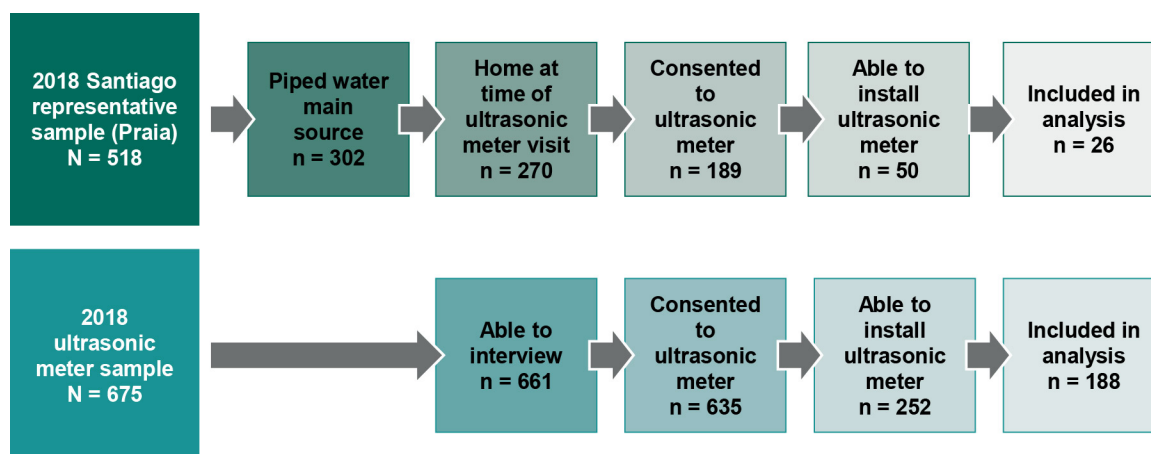 2018 Santiago
representative
sample (Praia)
N = 518
Piped water
main
source
n = 302
Home at
time of
ultrasonic
meter visit
n = 270
Consented
to
ultrasonic
meter
n = 189
Able to
install
ultrasonic
meter
n = 50
Included in
analysis
n = 26
2018
ultrasonic
meter sample
N = 675
Able to
interview
n = 661
Consented
to
ultrasonic
meter
n = 635
Able to
install
ultrasonic
meter
n = 252
Included in
analysis
n = 188